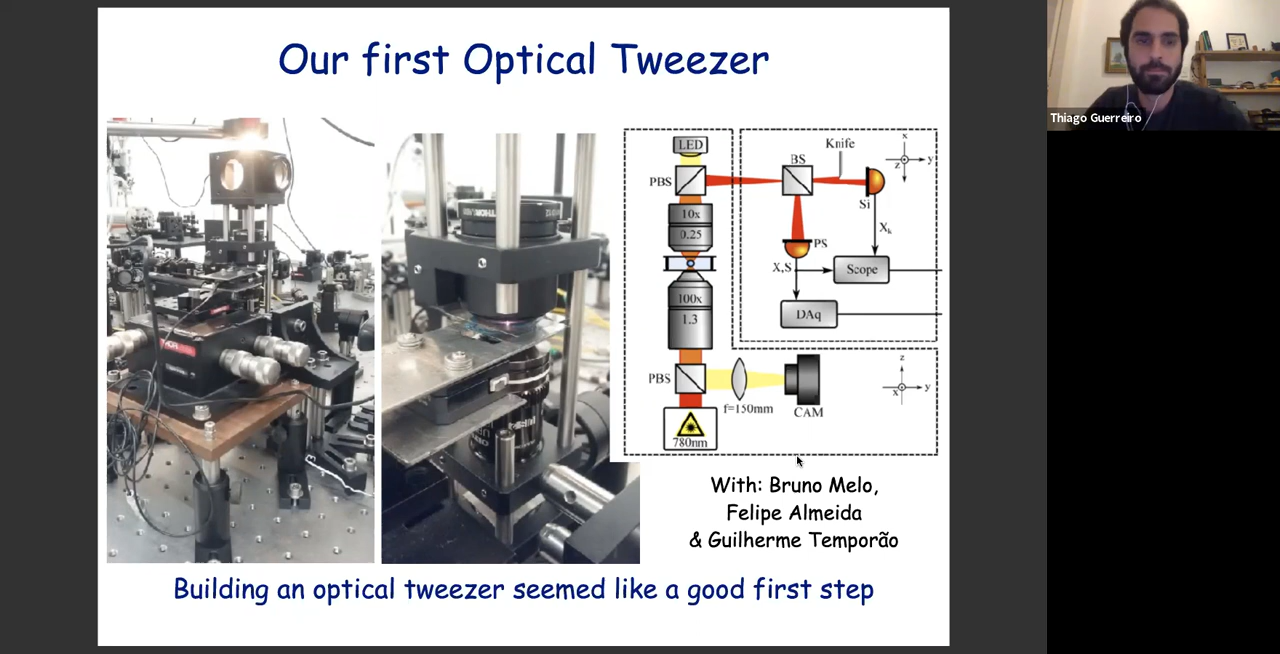 Our first Optical Tweezer
Thiago Guerreiro
LED
PBS
10x
0.25
100x
1.3
PBS
780nm
f=150mm
CAM
BS
Knife
Si
PS
X,S
Xk
Scope
DAq
x
y
z
z
y
x
With: Bruno Melo,
Felipe Almeida
& Guilherme Temporão
Building an optical tweezer seemed like a good first step